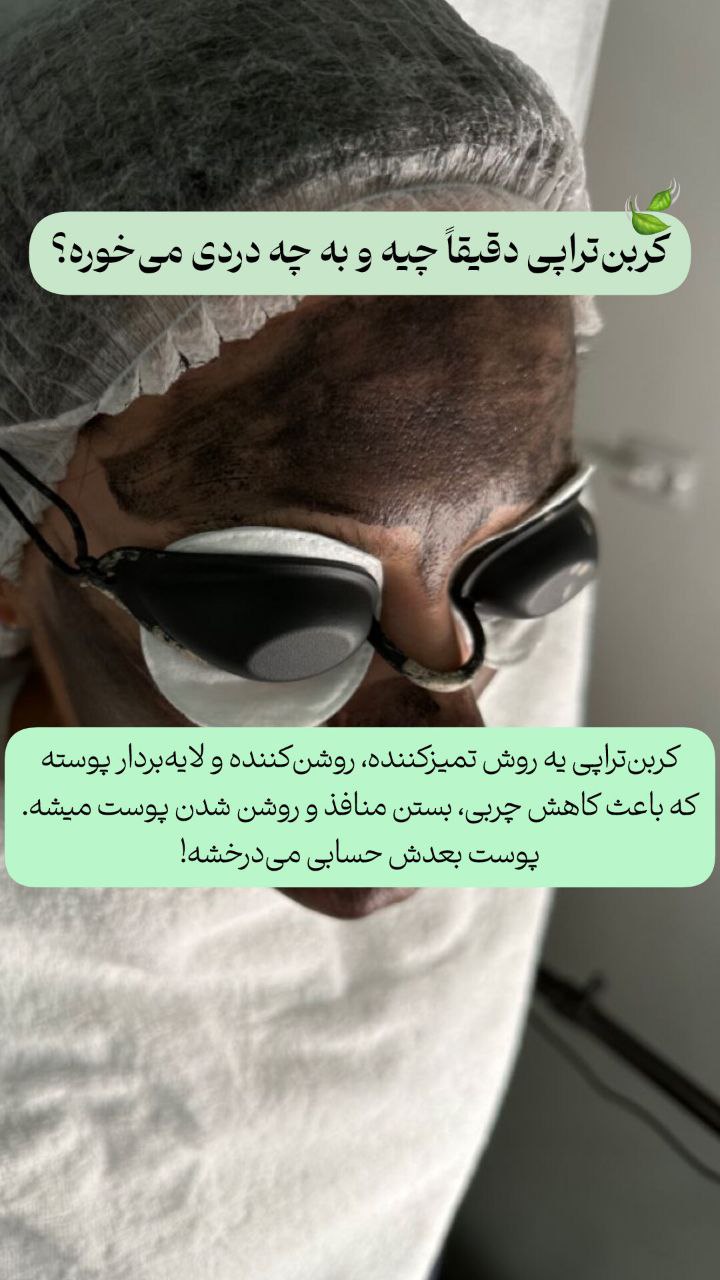 کربن‌تراپی دقیقاً چیه و به چه دردی می‌خوره؟
کربن‌تراپی یه روش تمیزکننده، روشن‌کننده و لایه‌بردار پوسته
که باعث کاهش چربی، بستن منافذ و روشن شدن پوست میشه.
پوست بعدش حسابی می‌درخشه!